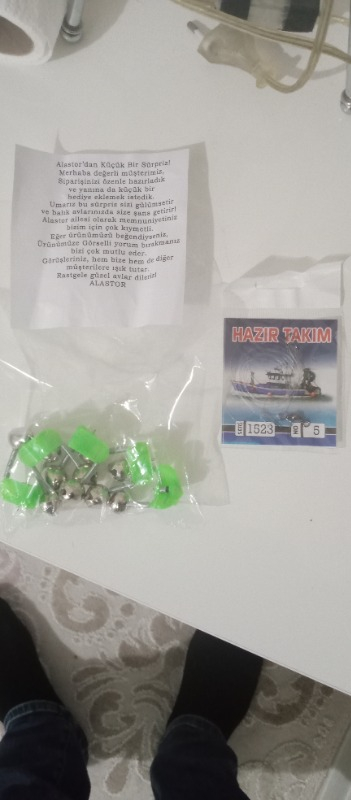 Alastor'dan Küçük Bir Sürpriz!
Merhaba değerli müşterimiz,
Siparişinizi özenle hazırladık
ve yanına da küçük bir
hediye eklemek istedik.
Umarız bu sürpriz sizi gülümsetir
ve balık avlarınızda size şans getirir!
Alastor ailesi olarak memnuniyetiniz
bizim için çok kıymetli.
Eğer ürünümüzü beğendiyseniz,
Ürünümüze Görselli yorum bırakmanız
bizi çok mutlu eder.
Görüşleriniz, hem bize hem de diğer
müşterilere ışık tutar.
Rastgele güzel avlar dileriz!
ALASTOR
HAZIR TAKIM
1523
NO 5